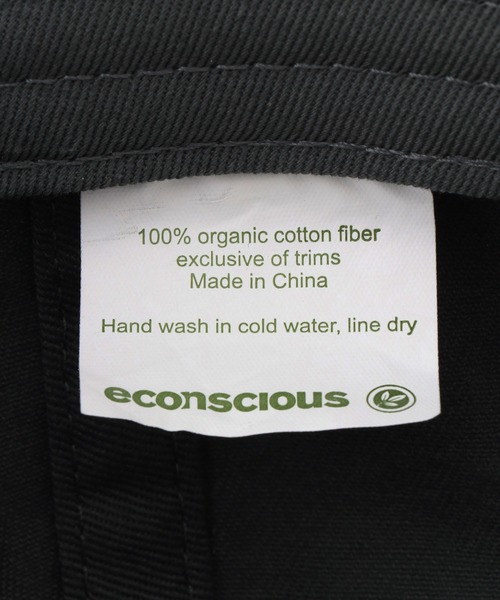 100% organic cotton fiber
exclusive of trims
Made in China
Hand wash in cold water, line dry
econscious